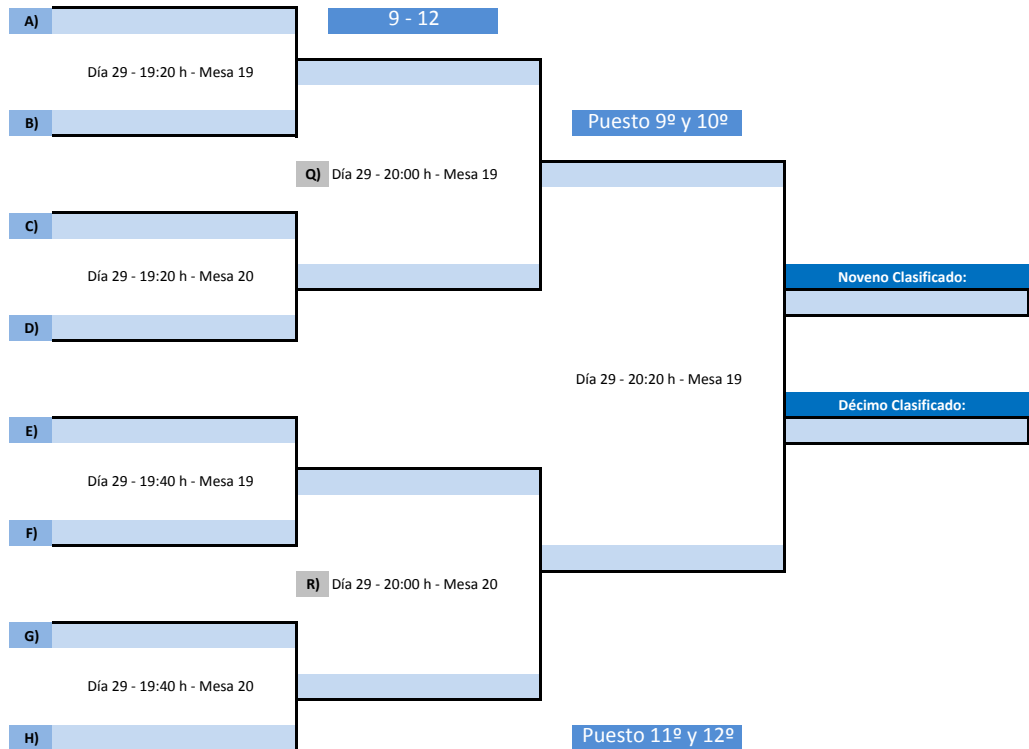 A)
9 - 12
Día 29 - 19:20 h - Mesa 19
B)
Puesto 9º y 10º
Q) Día 29 - 20:00 h - Mesa 19
C)
Día 29 - 19:20 h - Mesa 20
Noveno Clasificado:
D)
Día 29 - 20:20 h - Mesa 19
Décimo Clasificado:
E)
Día 29 - 19:40 h - Mesa 19
F)
R) Día 29 - 20:00 h - Mesa 20
G)
Día 29 - 19:40 h - Mesa 20
H)
Puesto 11º y 12º